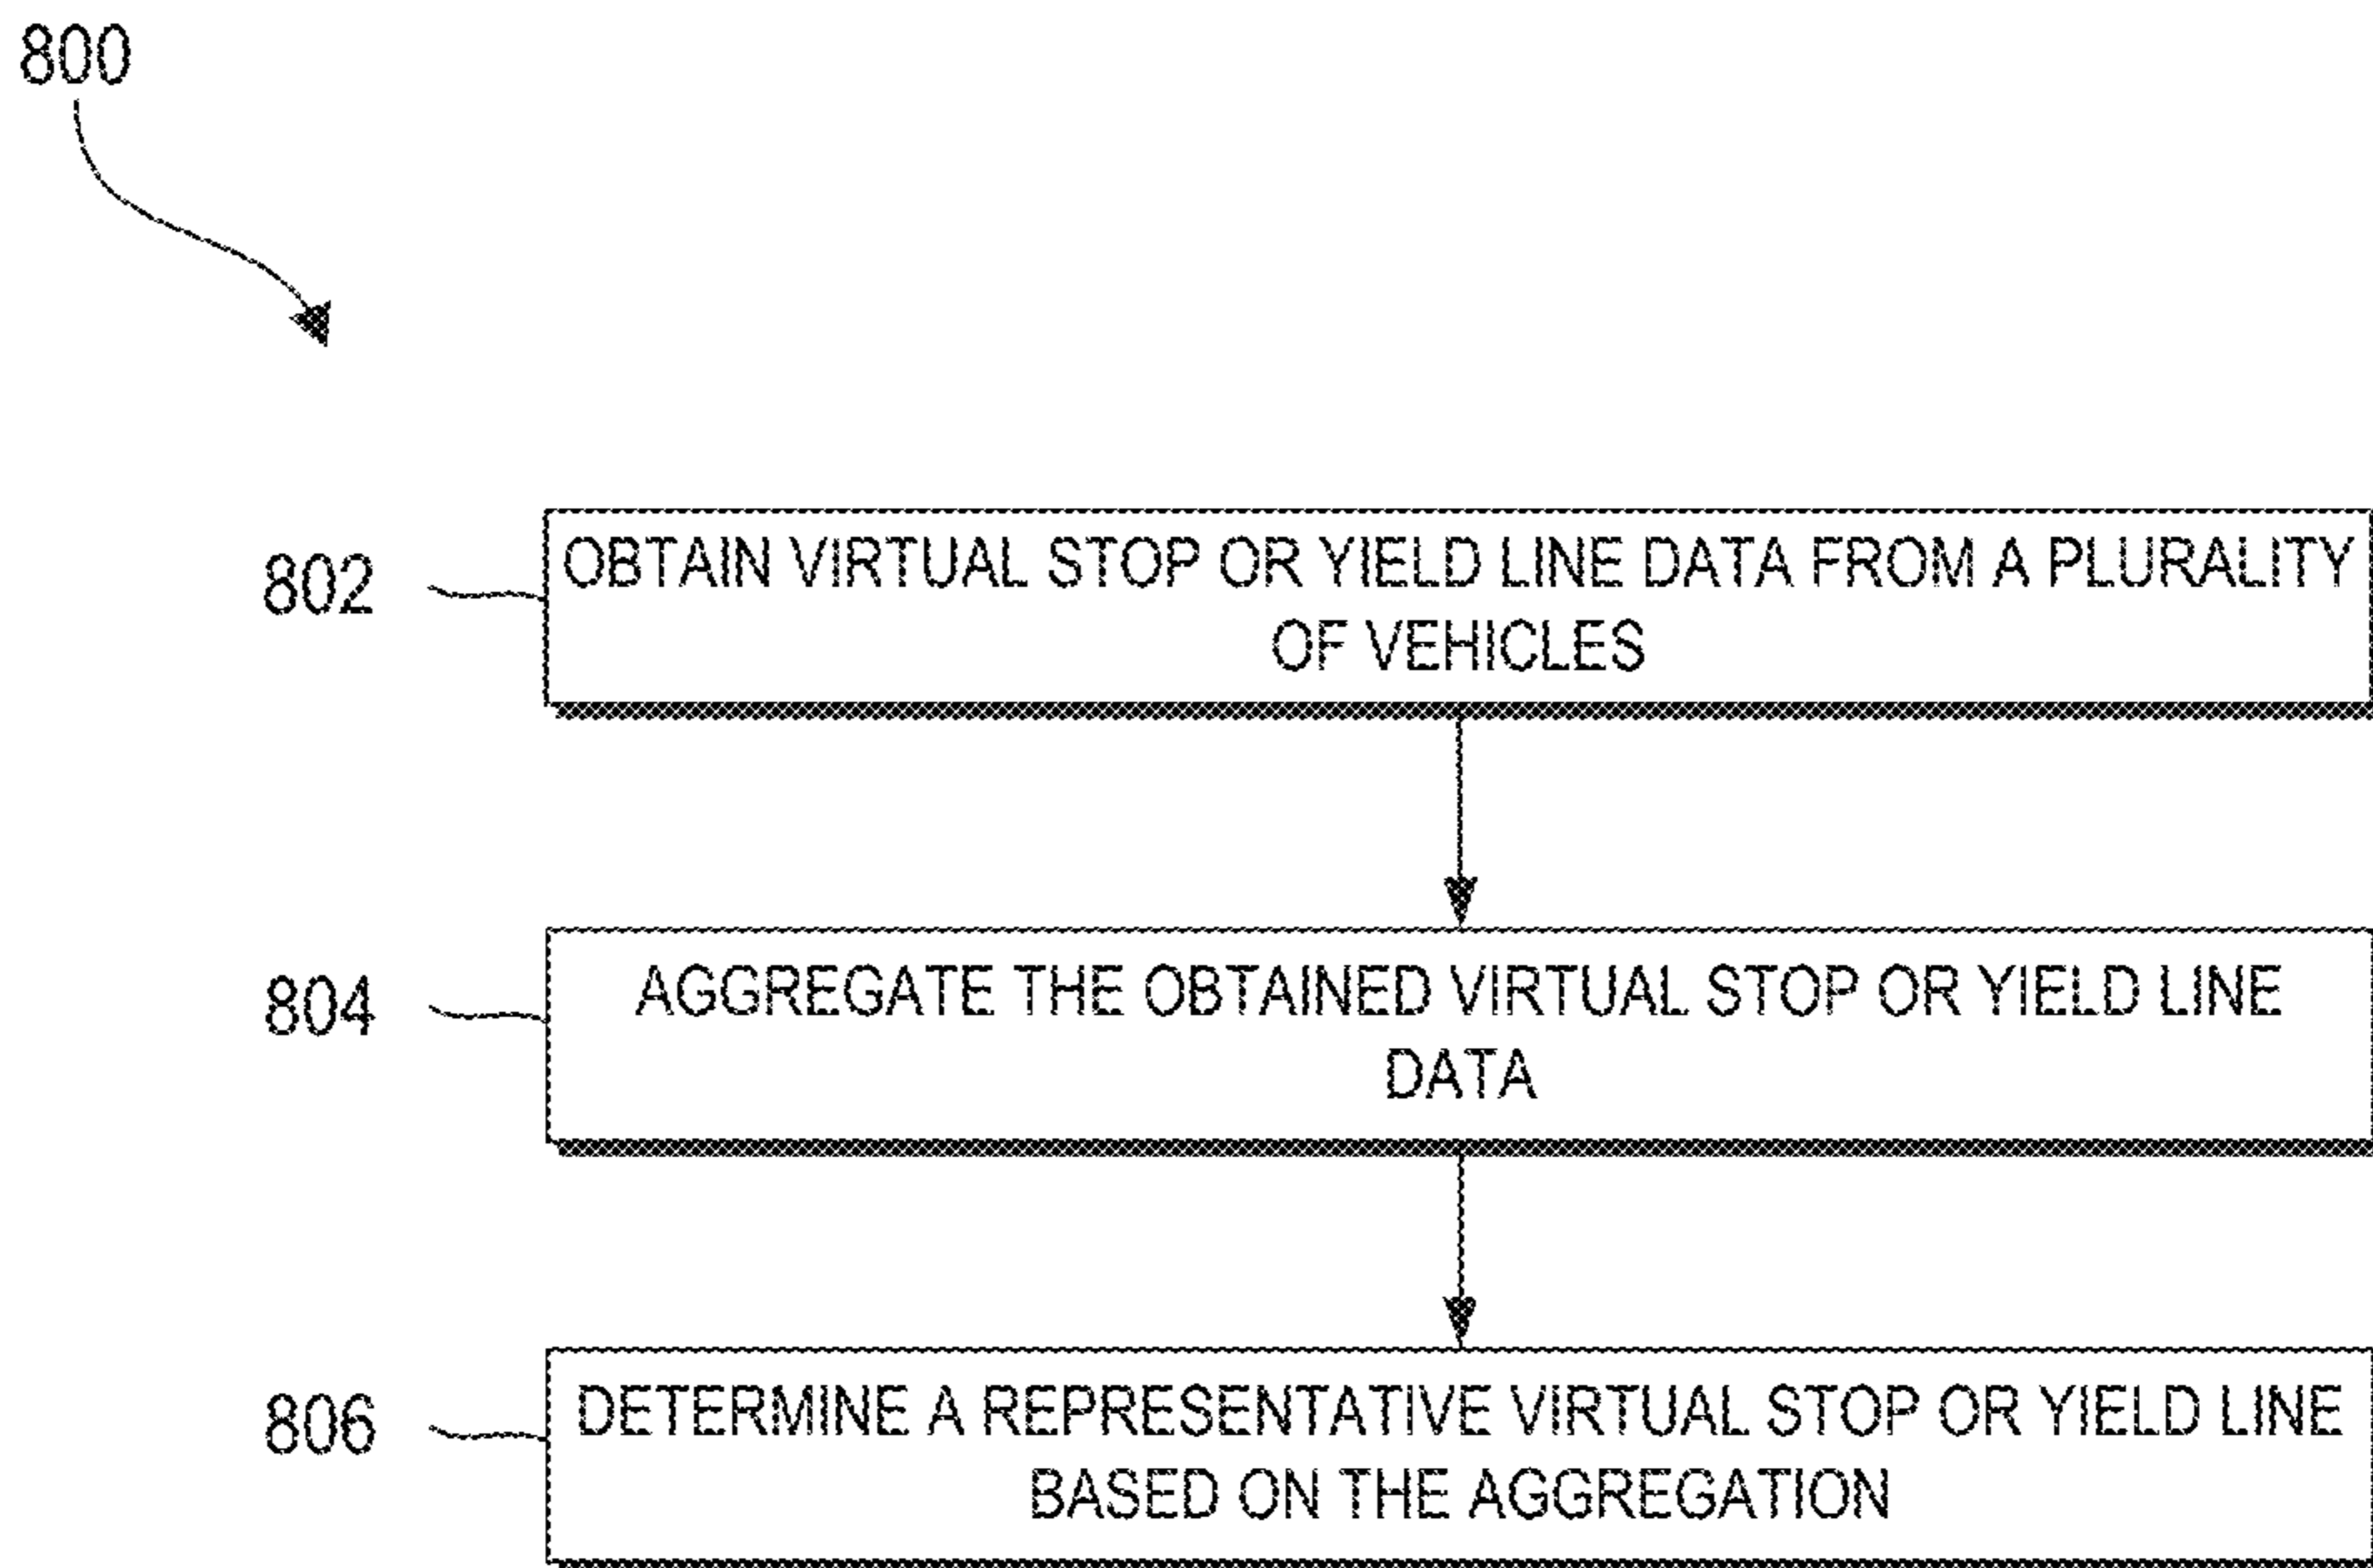 800
802
OBTAIN VIRTUAL STOP OR YIELD LINE DATA FROM A PLURALITY
OF VEHICLES
804
AGGREGATE THE OBTAINED VIRTUAL STOP OR YIELD LINE
DATA
806
DETERMINE A REPRESENTATIVE VIRTUAL STOP OR YIELD LINE
BASED ON THE AGGREGATION